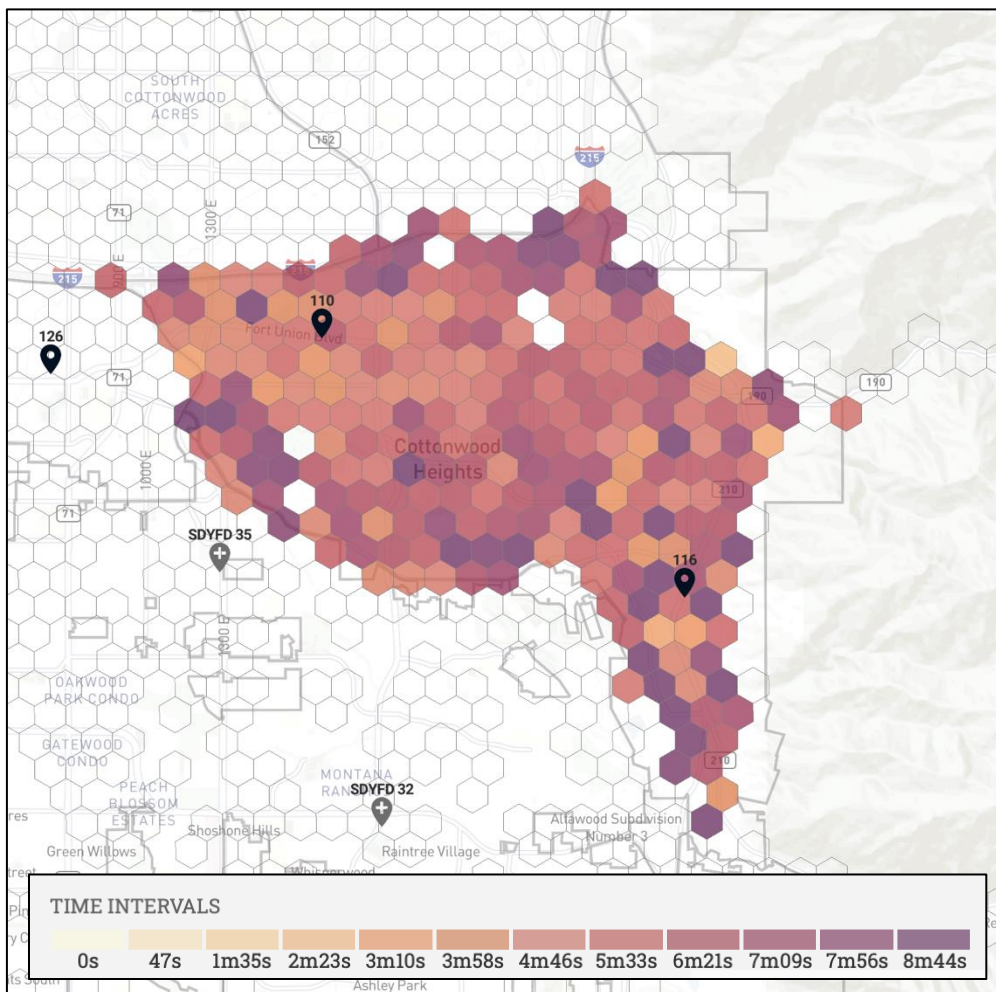 SOUTH
COTTONWOOD
ACRES
152
215
71
1300 E
215
900 E
110
Fort Union Blvd
126
71
190
190
Cottonwood
Heights
1000 E
210
71
SDYFD 35
116
1300 E
OAKWOOD
PARK CONDO
GATEWOOD
CONDO
210
MONTANA
RAN
PEACH
BLOSSOM
ESTATES
SDYFD 32
res
Shoshone Hills
Altawood Subdivision
Number 3
Green Willows
Raintree Village
treet
TIME INTERVALS
0s 47s 1m35s 2m23s 3m10s 3m58s 4m46s 5m33s 6m21s 7m09s 7m56s 8m44s
Ashley Park